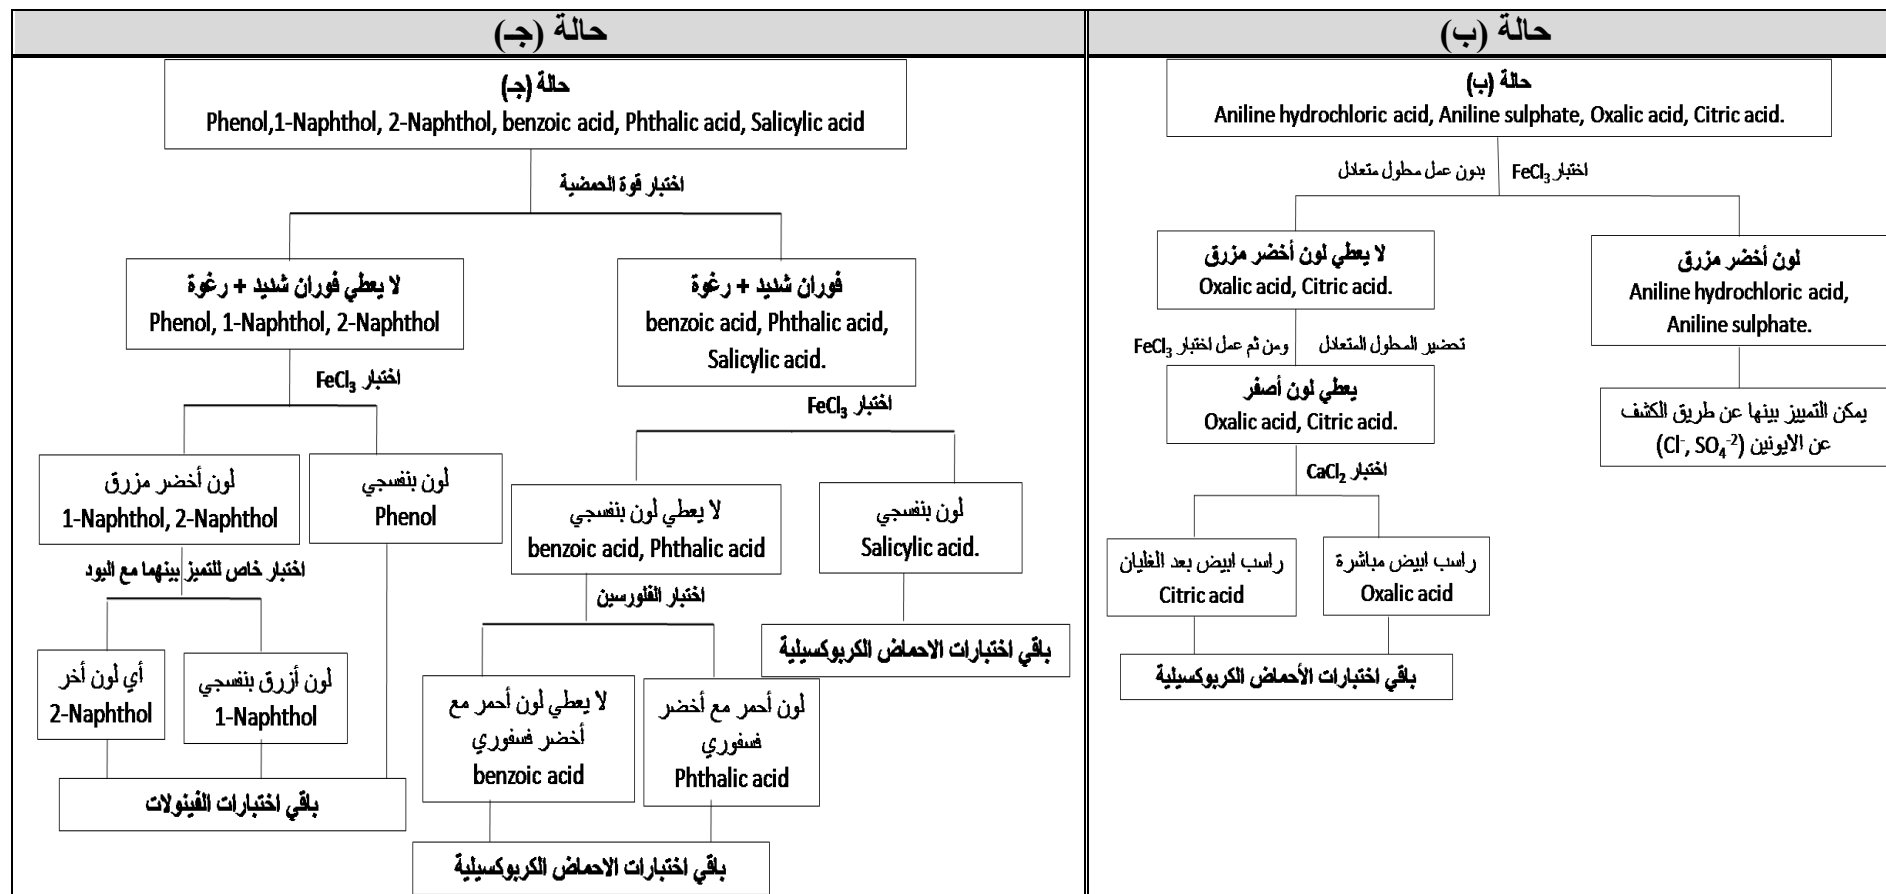 حالة (ب)
حالة (ب)
Aniline hydrochloric acid, Aniline sulphate, Oxalic acid, Citric acid.
اختبار FeCl₃ بدون عمل محلول متعادل
لون أخضر مزرق
Aniline hydrochloric acid,
Aniline sulphate.
يمكن التمييز بينها عن طريق الكشف
عن الايونين (Cl⁻, SO₄⁻²)
لا يعطي لون أخضر مزرق
Oxalic acid, Citric acid.
تحضير المحلول المتعادل ومن ثم عمل اختبار FeCl₃
يعطي لون أصفر
Oxalic acid, Citric acid.
اختبار CaCl₂
راسب ابيض مباشرة
Oxalic acid
راسب ابيض بعد الغليان
Citric acid
باقي اختبارات الأحماض الكربوكسيلية
حالة (جـ)
حالة (جـ)
Phenol,1-Naphthol, 2-Naphthol, benzoic acid, Phthalic acid, Salicylic acid
اختبار قوة الحمضية
فوران شديد + رغوة
benzoic acid, Phthalic acid,
Salicylic acid.
اختبار FeCl₃
لون بنفسجي
Salicylic acid.
باقي اختبارات الاحماض الكربوكسيلية
لا يعطي لون بنفسجي
benzoic acid, Phthalic acid
اختبار الفلورسين
لون أحمر مع أخضر
فسفوري
Phthalic acid
لا يعطي لون أحمر مع
أخضر فسفوري
benzoic acid
باقي اختبارات الاحماض الكربوكسيلية
لا يعطي فوران شديد + رغوة
Phenol, 1-Naphthol, 2-Naphthol
اختبار FeCl₃
لون بنفسجي
Phenol
لون أخضر مزرق
1-Naphthol, 2-Naphthol
اختبار خاص للتميز بينهما مع اليود
لون أزرق بنفسجي
1-Naphthol
أي لون أخر
2-Naphthol
باقي اختبارات الفينولات